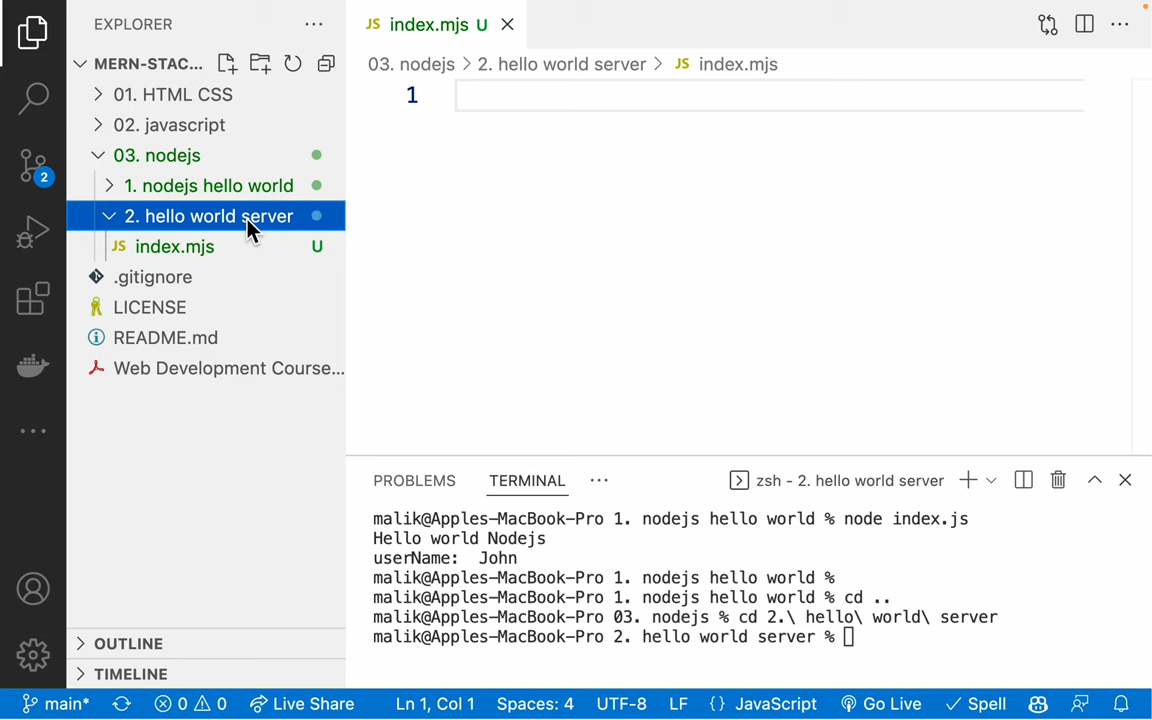 EXPLORER
MERN-STAC...
01. HTML CSS
02. javascript
03. nodejs
1. nodejs hello world
2. hello world server
JS index.mjs U
.gitignore
LICENSE
README.md
Web Development Course...
OUTLINE
TIMELINE
2
JS index.mjs U
03. nodejs > 2. hello world server > JS index.mjs
1
PROBLEMS TERMINAL ... zsh - 2. hello world server
malik@Apples-MacBook-Pro 1. nodejs hello world % node index.js
Hello world Nodejs
userName:  John
malik@Apples-MacBook-Pro 1. nodejs hello world %
malik@Apples-MacBook-Pro 1. nodejs hello world % cd ..
malik@Apples-MacBook-Pro 03. nodejs % cd 2.\ hello\ world\ server
malik@Apples-MacBook-Pro 2. hello world server %
main* 0 0 Live Share Ln 1, Col 1 Spaces: 4 UTF-8 LF {} JavaScript Go Live Spell